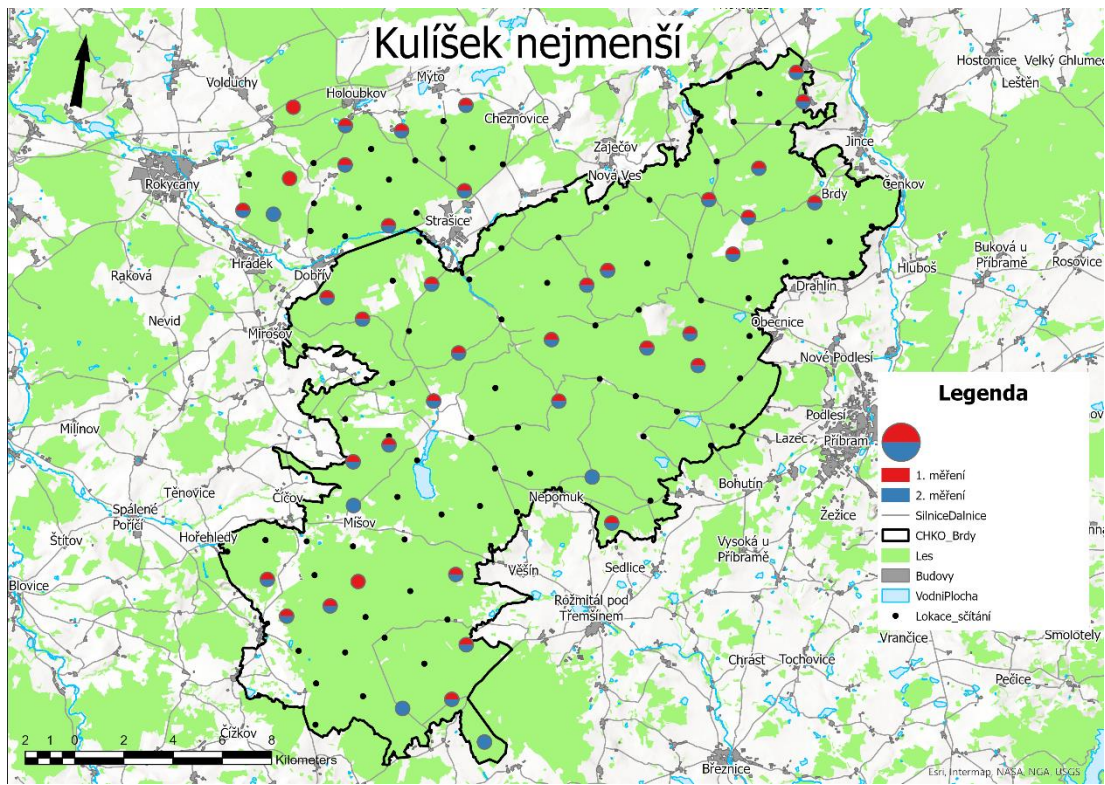 Kulíšek nejmenší
Hostomice
Velký Chlumec
Leštěn
Volduchy
Mýto
Holoubkov
Cheznovice
Zaječov
Nová Ves
Jince
Rokycany
Brdy
Čenkov
Strašice
Hrádek
Dobřív
Raková
Hluboš
Buková u
Příbramě
Rosovice
Drahlín
Nevid
Mirošov
Obecnice
Nové Podlesí
Legenda
1. měření
2. měření
SilniceDalnice
CHKO_Brdy
Les
Budovy
VodníPlocha
Lokace_sčítání
Podlesí
Milínov
Lazec
Příbram
Bohutín
Těnovice
Číčov
Nepomuk
Žežice
Spálené
Poříčí
Míšov
Štítov
Hořehledy
Vysoká u
Příbramě
Věšín
Sedlice
Blovice
Rožmitál pod
Třemšínem
Vrančice
Smolotely
Chrást
Tochovice
Pečice
Čížkov
2 1 0 2 4 6 8
Kilometers
Březnice
Esri, Intermap, NASA, NGA, USGS